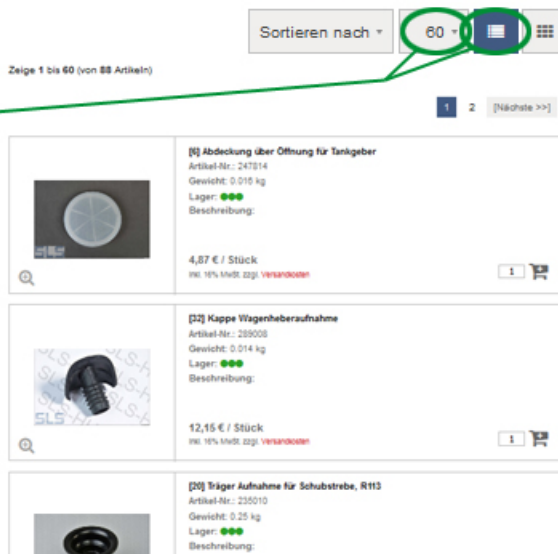 Sortieren nach
60
Zeige 1 bis 60 (von 88 Artikeln)
1 2 [Nächste >>]
[6] Abdeckung über Öffnung für Tankgeber
Artikel-Nr.: 247814
Gewicht: 0.016 kg
Lager:
Beschreibung:
SLS
4,87 € / Stück
inkl. 16% MwSt. zzgl. Versandkosten
1
[32] Kappe Wagenheberaufnahme
Artikel-Nr.: 289008
Gewicht: 0.014 kg
Lager:
Beschreibung:
SLS
12,15 € / Stück
inkl. 16% MwSt. zzgl. Versandkosten
1
[20] Träger Aufnahme für Schubstrebe, R113
Artikel-Nr.: 235010
Gewicht: 0.25 kg
Lager:
Beschreibung: